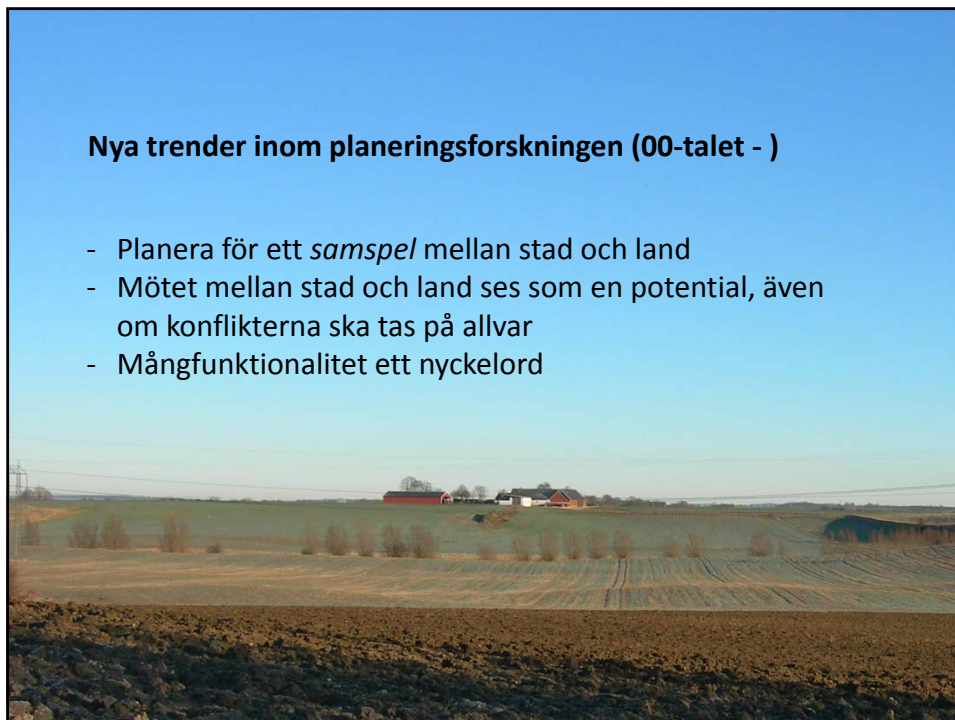 Nya trender inom planeringsforskningen (00-talet - )
- Planera för ett samspel mellan stad och land
- Mötet mellan stad och land ses som en potential, även
om konflikterna ska tas på allvar
- Mångfunktionalitet ett nyckelord